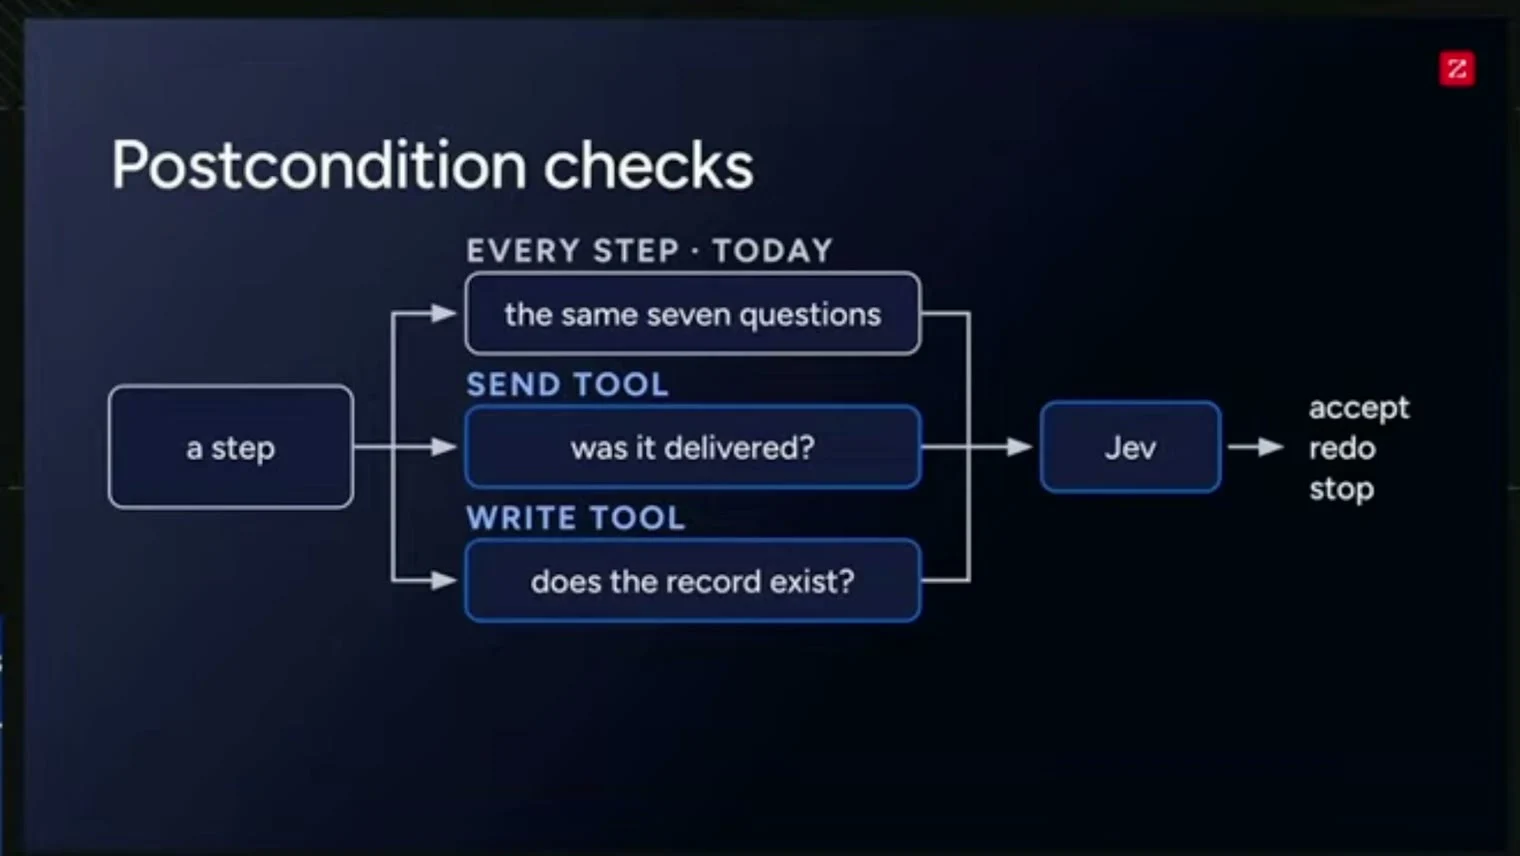 Z
Postcondition checks
EVERY STEP · TODAY
the same seven questions
SEND TOOL
a step
was it delivered?
Jev
accept
redo
stop
WRITE TOOL
does the record exist?